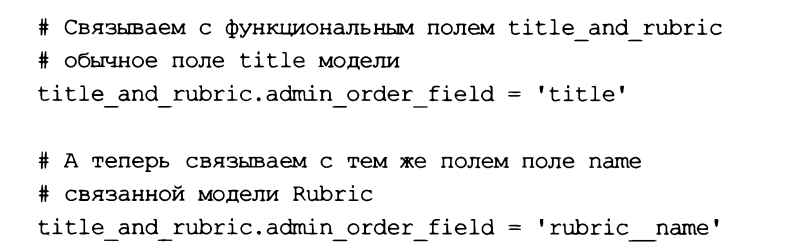 # Связываем с функциональным полем title_and_rubric
# обычное поле title модели
title_and_rubric.admin_order_field = 'title'
# А теперь связываем с тем же полем поле name
# связанной модели Rubric
title_and_rubric.admin_order_field = 'rubric__name'